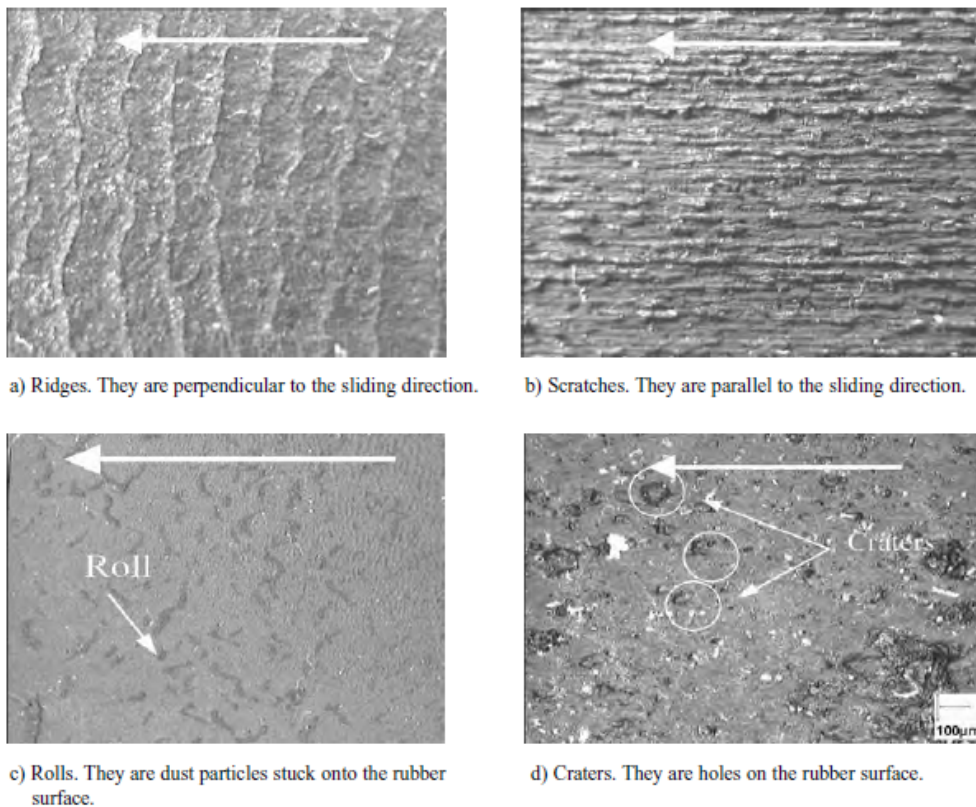 a) Ridges. They are perpendicular to the sliding direction.
b) Scratches. They are parallel to the sliding direction.
Roll
Craters
100µm
c) Rolls. They are dust particles stuck onto the rubber
surface.
d) Craters. They are holes on the rubber surface.